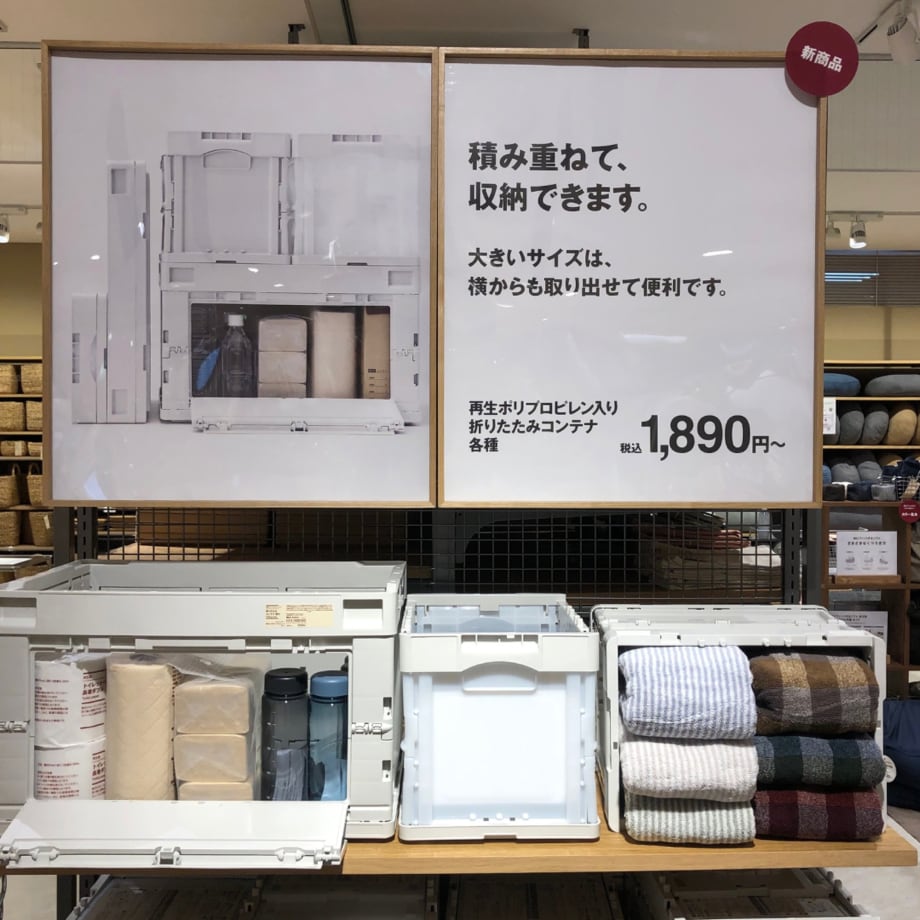 新商品
積み重ねて、
収納できます。
大きいサイズは、
横からも取り出せて便利です。
再生ポリプロピレン入り
折りたたみコンテナ
各種
税込1,890円~